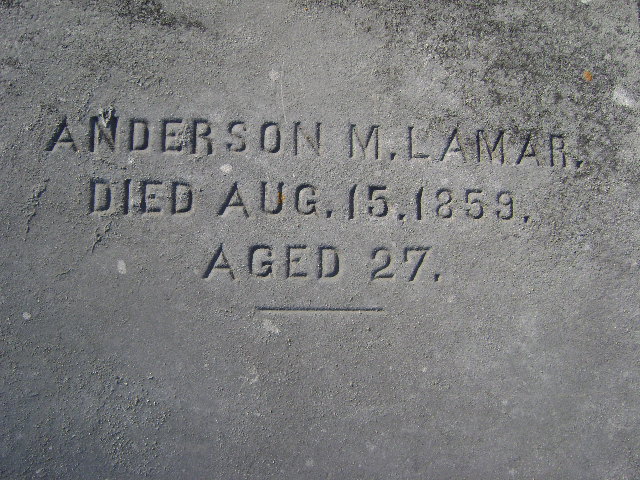 ANDERSON M. LAMAR.
DIED AUG. 15. 1859.
AGED 27.